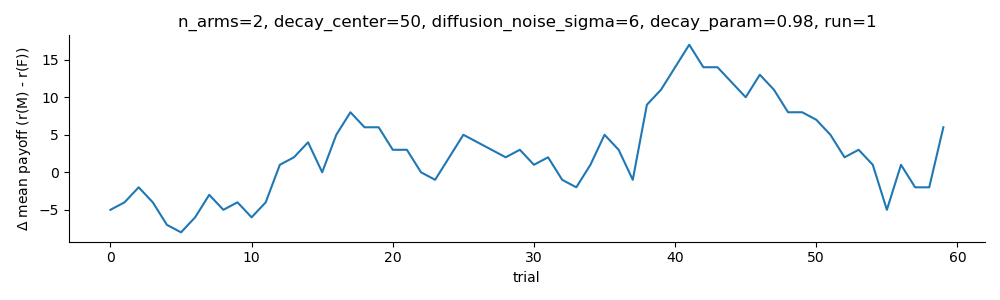 n_arms=2, decay_center=50, diffusion_noise_sigma=6, decay_param=0.98, run=1
Δ mean payoff (r(M) - r(F))
15
10
5
0
−5
0 10 20 30 40 50 60
trial